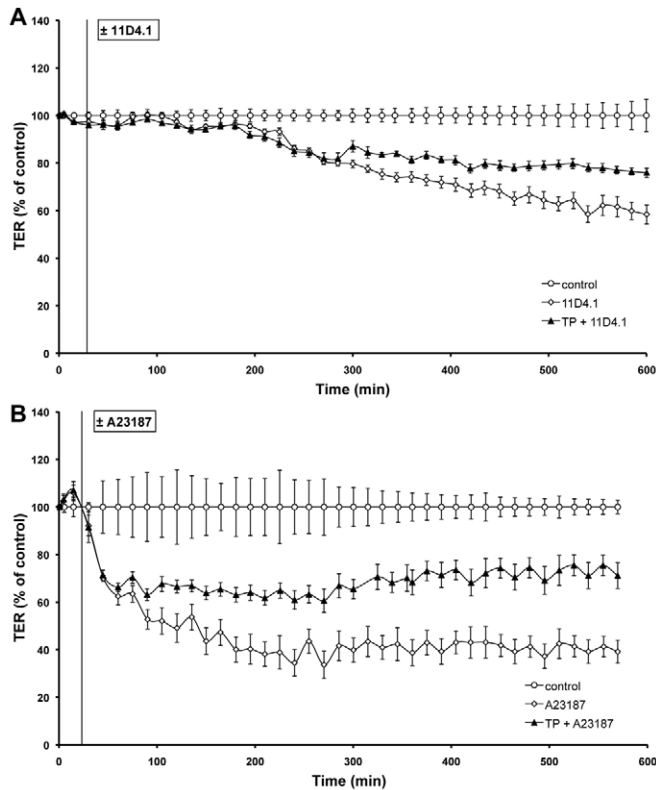 A
± 11D4.1
140
120
100
80
60
40
20
0
TER (% of control)
control
11D4.1
TP + 11D4.1
0 100 200 300 400 500 600
Time (min)
B
± A23187
140
120
100
80
60
40
20
0
TER (% of control)
control
A23187
TP + A23187
0 100 200 300 400 500 600
Time (min)